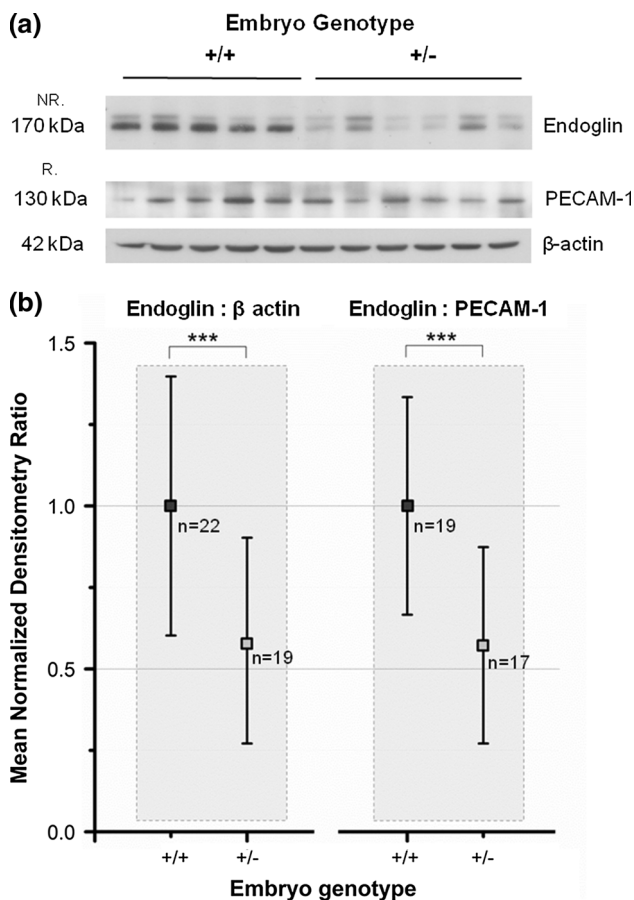 (a)
Embryo Genotype
+/+ +/-
NR.
170 kDa Endoglin
R.
130 kDa PECAM-1
42 kDa β-actin
(b)
Endoglin : β actin Endoglin : PECAM-1
*** ***
1.5
1.0
0.5
0.0
Mean Normalized Densitometry Ratio
n=22
n=19
n=19
n=17
+/+ +/- +/+ +/-
Embryo genotype